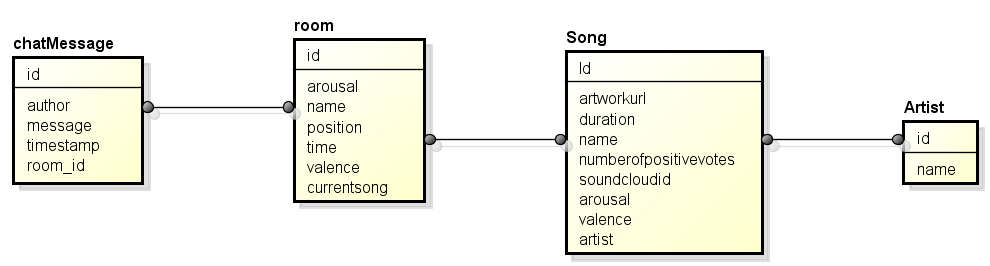 chatMessage
id
author
message
timestamp
room_id
room
id
arousal
name
position
time
valence
currentsong
Song
Id
artworkurl
duration
name
numberofpositivevotes
soundcloudid
arousal
valence
artist
Artist
id
name